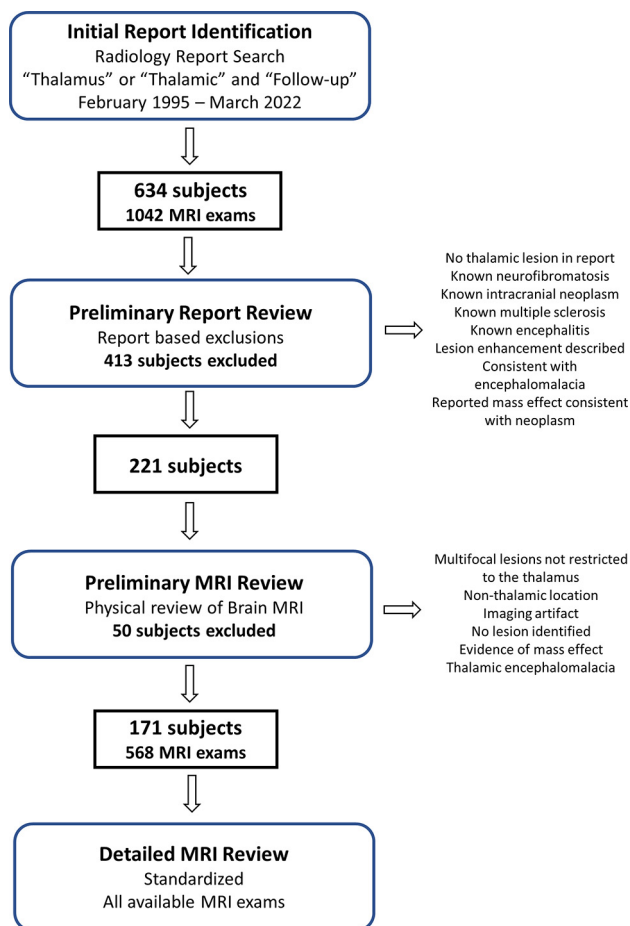 Initial Report Identification
Radiology Report Search
“Thalamus” or “Thalamic” and “Follow-up”
February 1995 – March 2022
634 subjects
1042 MRI exams
Preliminary Report Review
Report based exclusions
413 subjects excluded
No thalamic lesion in report
Known neurofibromatosis
Known intracranial neoplasm
Known multiple sclerosis
Known encephalitis
Lesion enhancement described
Consistent with
encephalomalacia
Reported mass effect consistent
with neoplasm
221 subjects
Preliminary MRI Review
Physical review of Brain MRI
50 subjects excluded
Multifocal lesions not restricted
to the thalamus
Non-thalamic location
Imaging artifact
No lesion identified
Evidence of mass effect
Thalamic encephalomalacia
171 subjects
568 MRI exams
Detailed MRI Review
Standardized
All available MRI exams